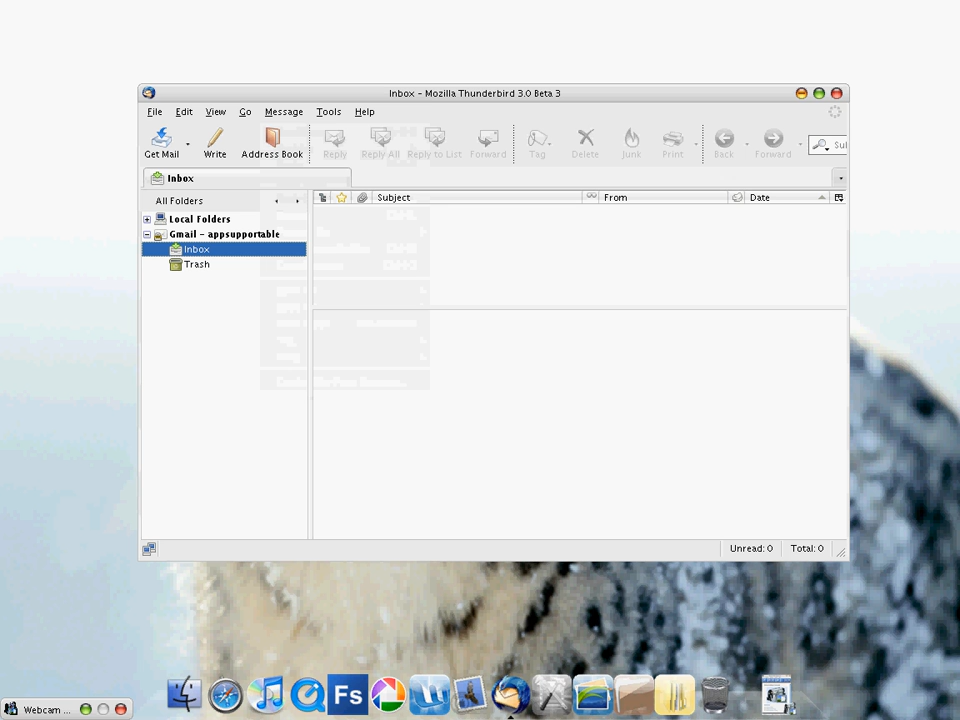 Inbox - Mozilla Thunderbird 3.0 Beta 3
File Edit View Go Message Tools Help
Get Mail Write Address Book Reply Reply All Reply to List Forward Tag Delete Junk Print Back Forward Sub
Inbox
All Folders Subject From Date
Local Folders
Gmail - appsupportable
Inbox
Trash
Unread: 0 Total: 0
Fs
Webcam ...